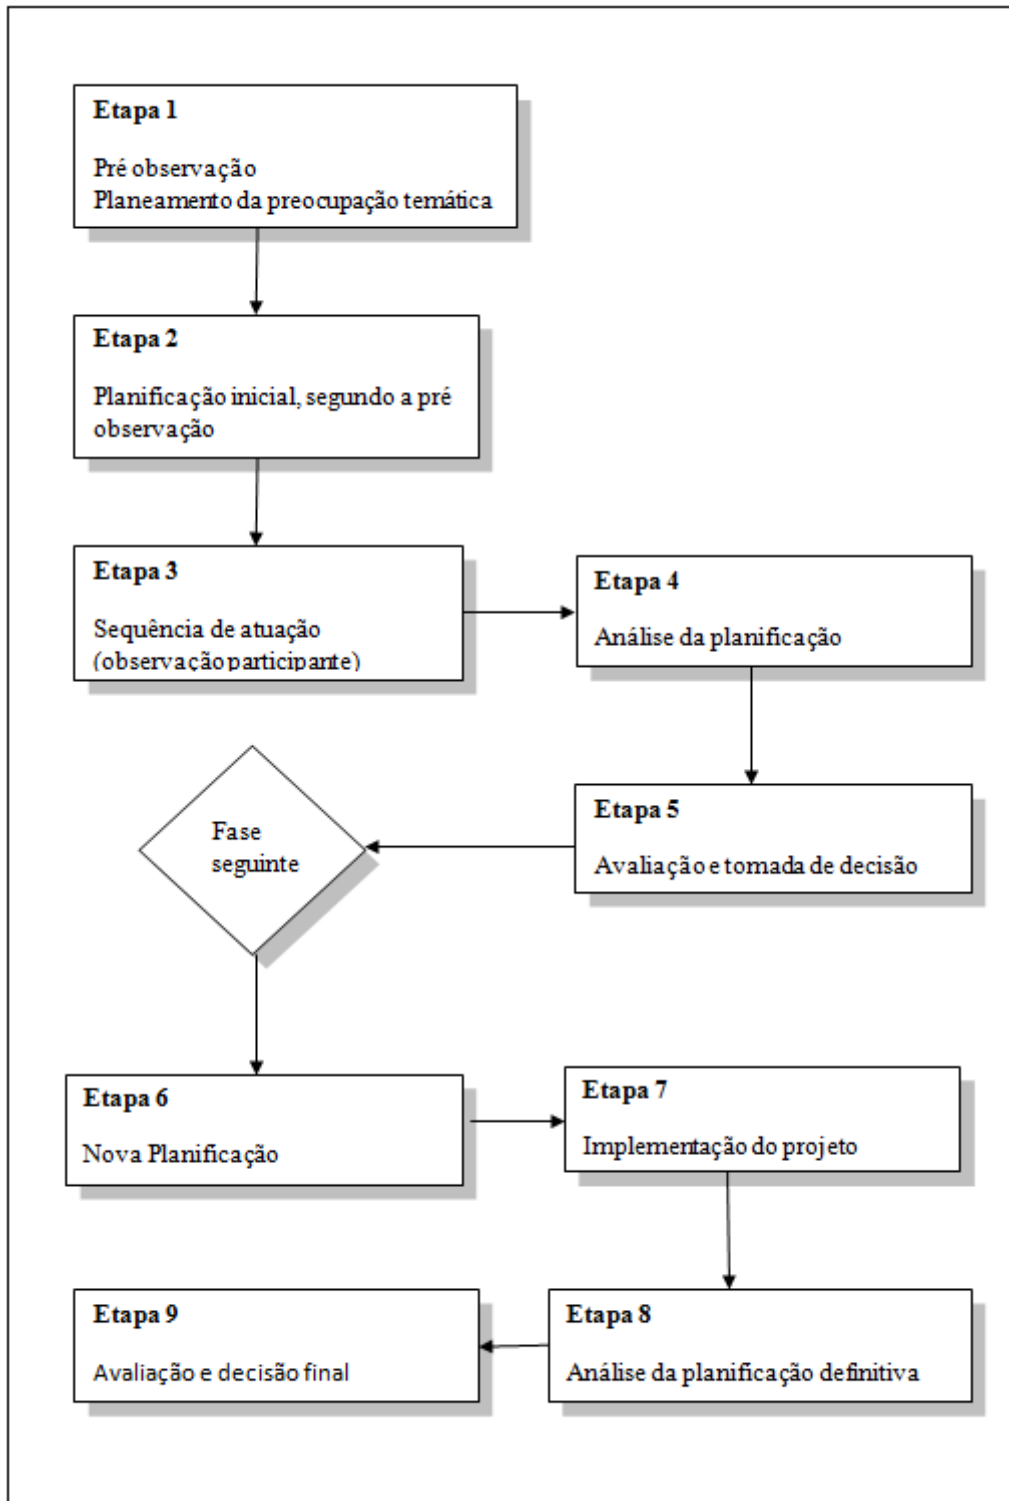 Etapa 1
Pré observação
Planeamento da preocupação temática
Etapa 2
Planificação inicial, segundo a pré
observação
Etapa 3
Sequência de atuação
(observação participante)
Etapa 4
Análise da planificação
Etapa 5
Avaliação e tomada de decisão
Fase
seguinte
Etapa 6
Nova Planificação
Etapa 7
Implementação do projeto
Etapa 8
Análise da planificação definitiva
Etapa 9
Avaliação e decisão final